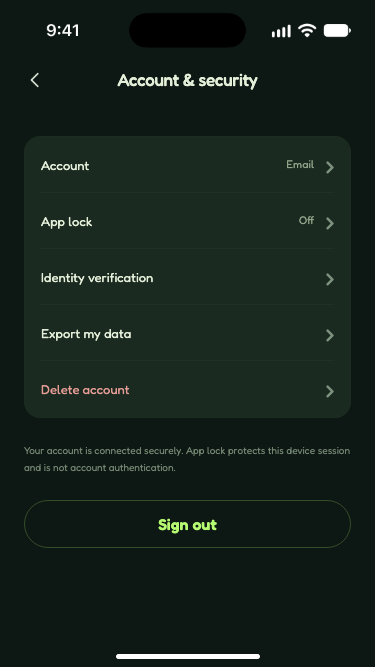 9:41
Account & security
Account
Email
App lock
Off
Identity verification
Export my data
Delete account
Your account is connected securely. App lock protects this device session
and is not account authentication.
Sign out